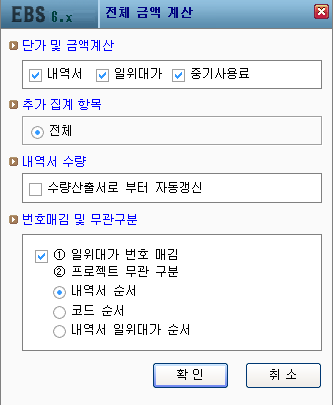 EBS 6.x 전체 금액 계산
단가 및 금액계산
내역서 일위대가 중기사용료
추가 집계 항목
전체
내역서 수량
수량산출서로 부터 자동갱신
번호매김 및 무관구분
① 일위대가 번호 매김
② 프로젝트 무관 구분
내역서 순서
코드 순서
내역서 일위대가 순서
확 인 취 소